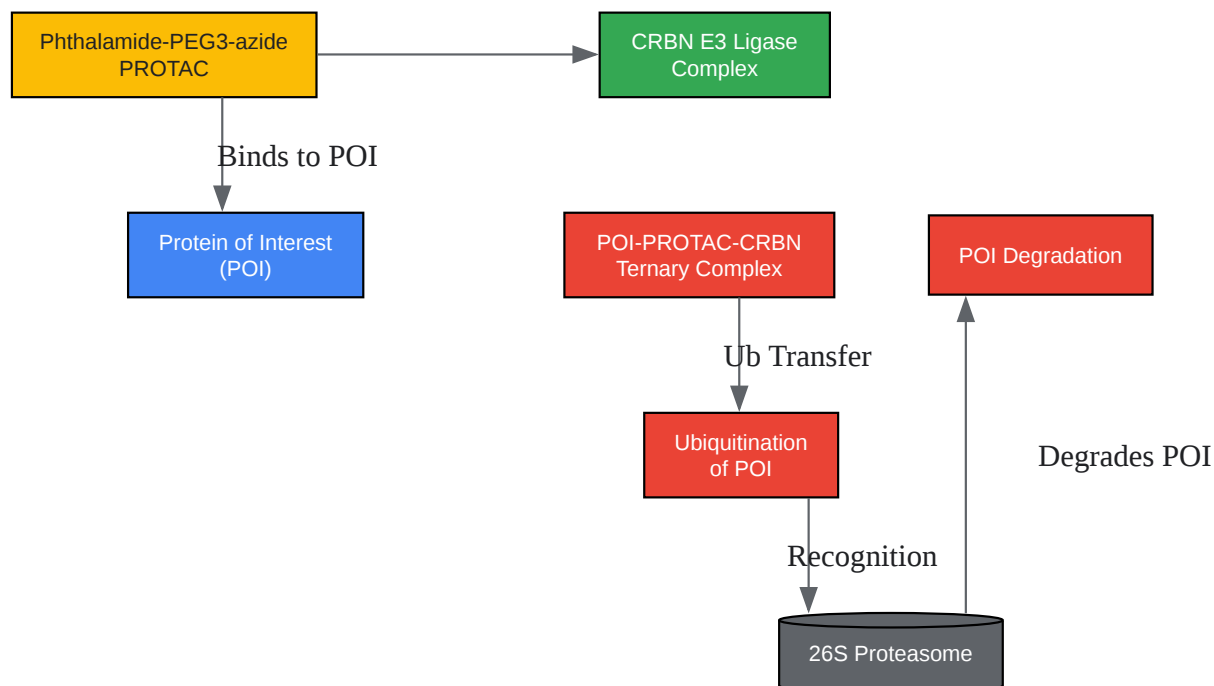 Phthalamide-PEG3-azide
PROTAC
CRBN E3 Ligase
Complex
Binds to POI
Protein of Interest
(POI)
POI-PROTAC-CRBN
Ternary Complex
POI Degradation
Ub Transfer
Ubiquitination
of POI
Degrades POI
Recognition
26S Proteasome